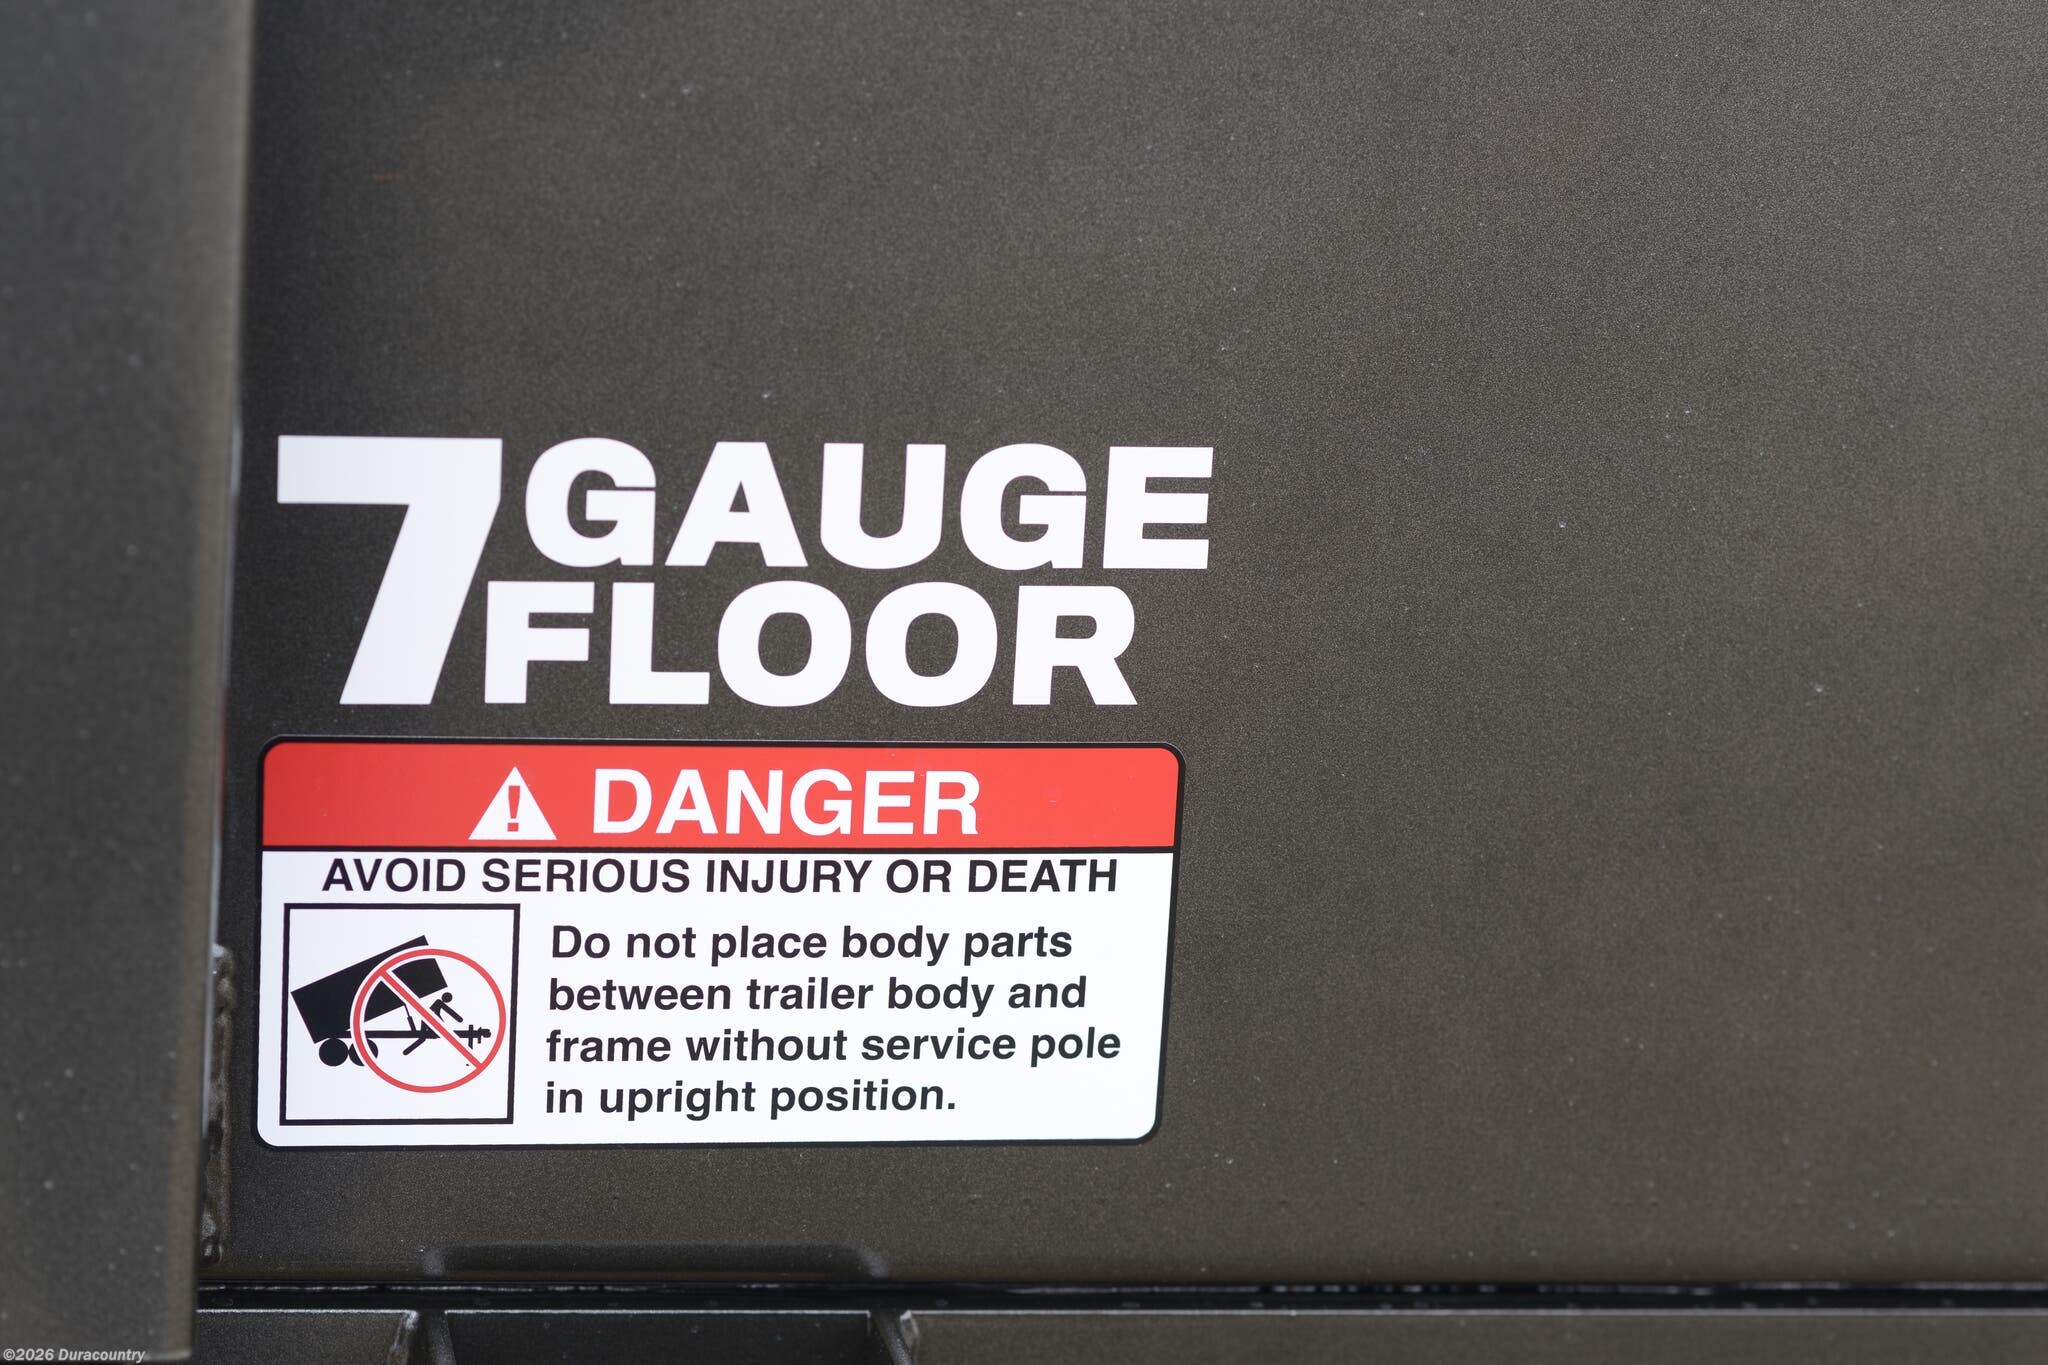 7 GAUGE
FLOOR
! DANGER
AVOID SERIOUS INJURY OR DEATH
Do not place body parts
between trailer body and
frame without service pole
in upright position.
©2026 Duracountry